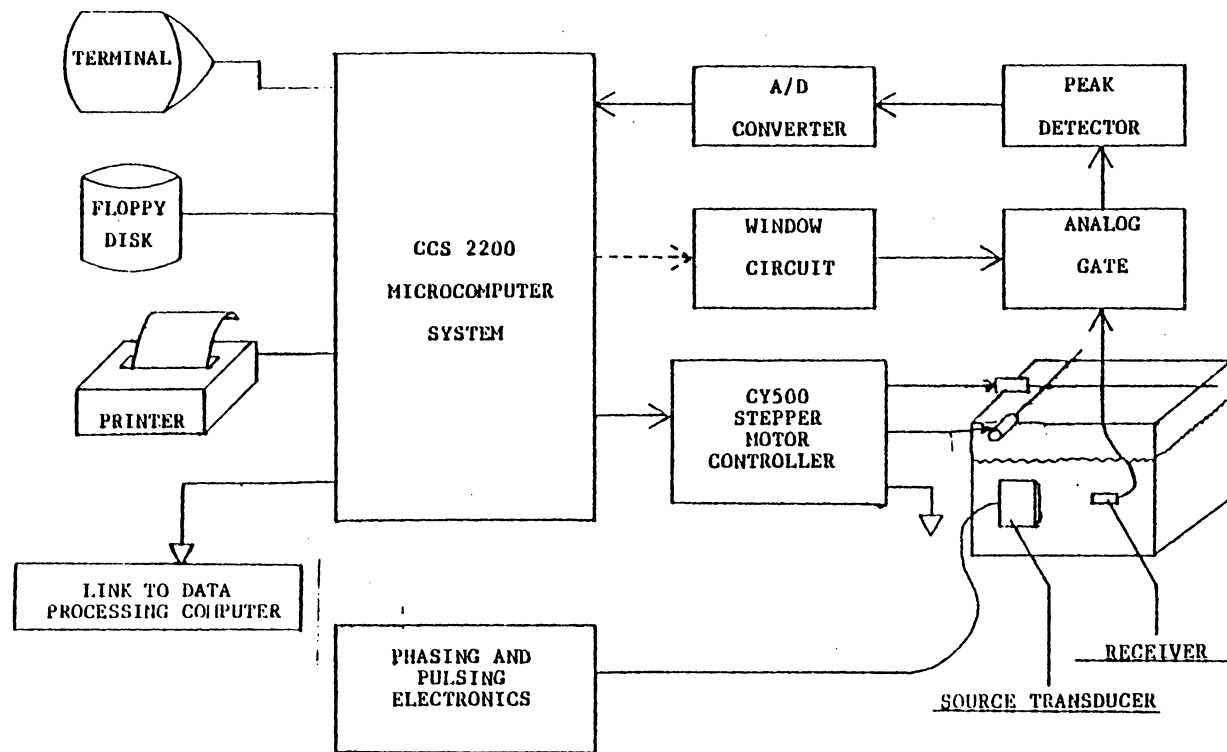 TERMINAL
FLOPPY
DISK
PRINTER
LINK TO DATA
PROCESSING COMPUTER
CCS 2200
MICROCOMPUTER
SYSTEM
PHASING AND
PULSING
ELECTRONICS
A/D
CONVERTER
PEAK
DETECTOR
WINDOW
CIRCUIT
ANALOG
GATE
CY500
STEPPER
MOTOR
CONTROLLER
RECEIVER
SOURCE TRANSDUCER